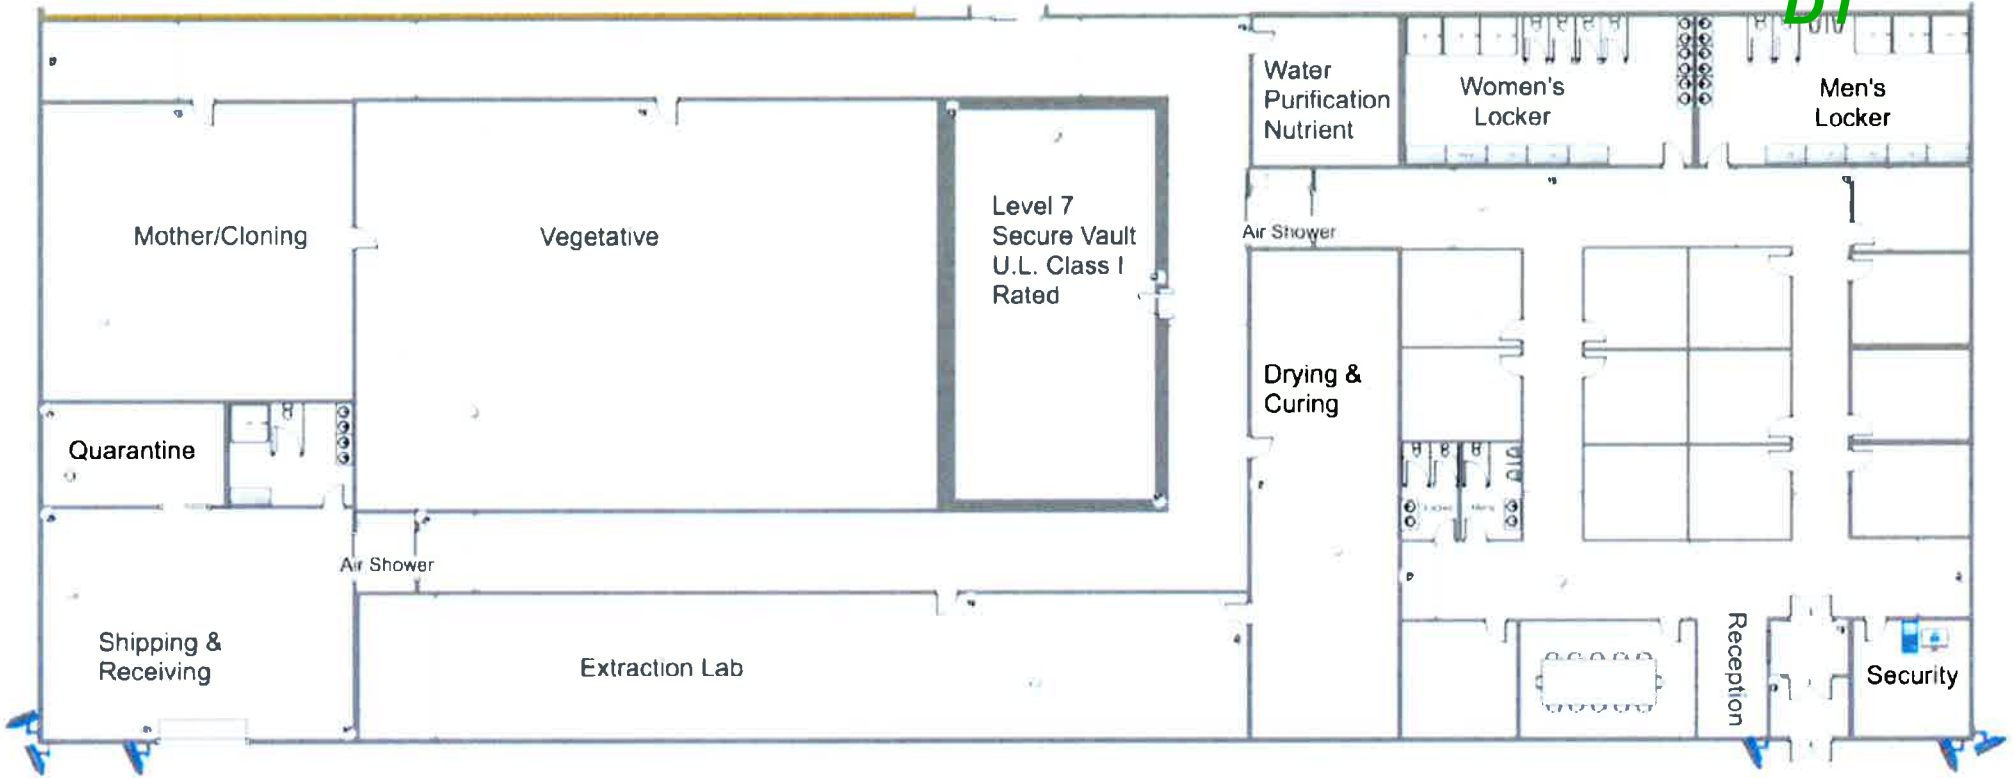 D1
Water
Purification
Nutrient
Women's
Locker
Men's
Locker
Mother/Cloning
Vegetative
Level 7
Secure Vault
U.L. Class I
Rated
Air Shower
Drying &
Curing
Quarantine
Air Shower
Shipping &
Receiving
Extraction Lab
Reception
Security